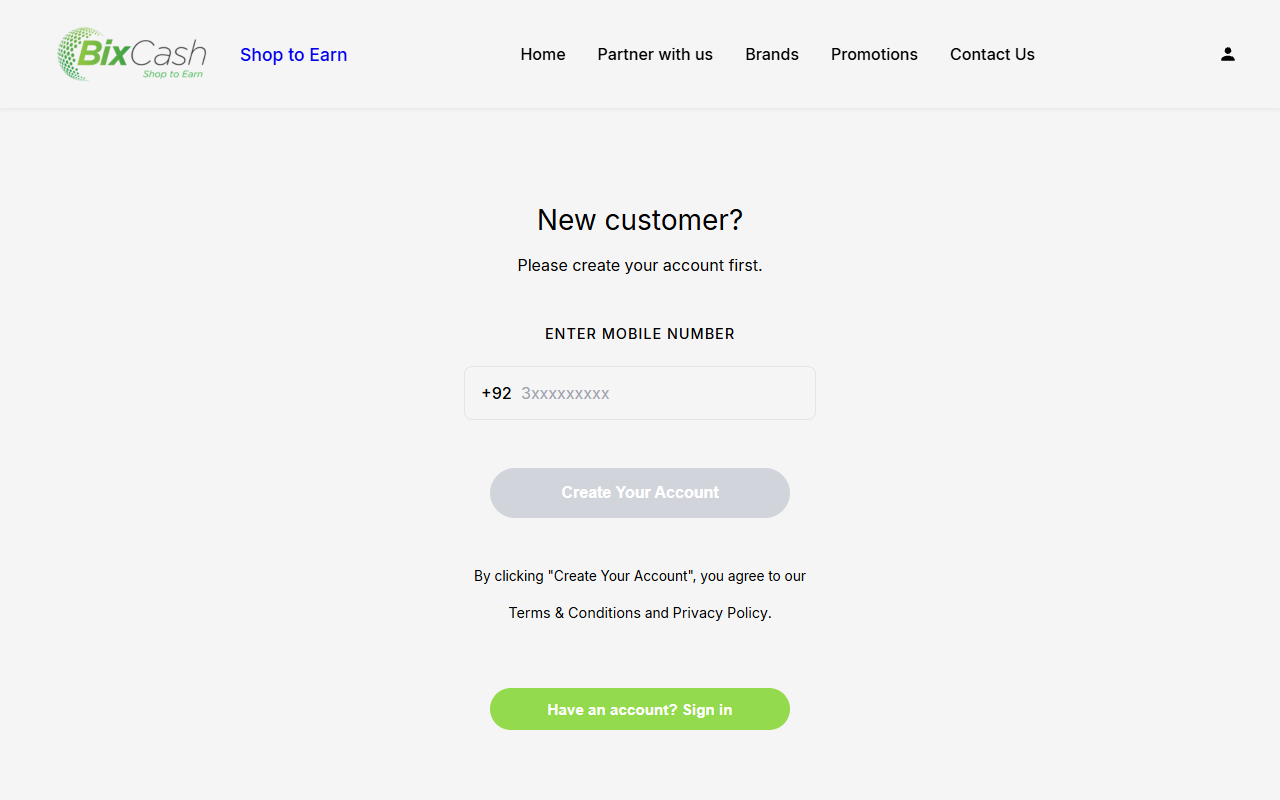 BixCash
Shop to Earn
Shop to Earn
Home
Partner with us
Brands
Promotions
Contact Us
New customer?
Please create your account first.
ENTER MOBILE NUMBER
+92 3xxxxxxxxx
Create Your Account
By clicking "Create Your Account", you agree to our
Terms & Conditions and Privacy Policy.
Have an account? Sign in